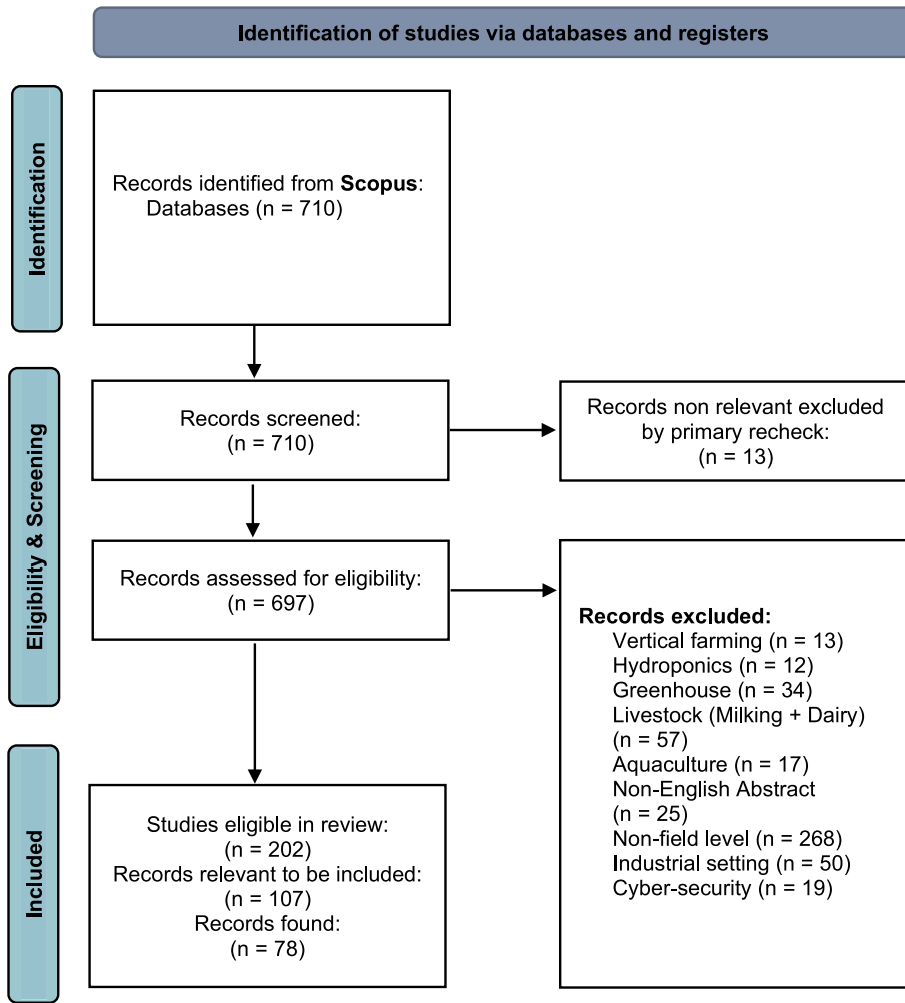 Identification of studies via databases and registers
Identification
Records identified from Scopus:
Databases (n = 710)
Eligibility & Screening
Records screened:
(n = 710)
Records non relevant excluded
by primary recheck:
(n = 13)
Records assessed for eligibility:
(n = 697)
Records excluded:
Vertical farming (n = 13)
Hydroponics (n = 12)
Greenhouse (n = 34)
Livestock (Milking + Dairy)
(n = 57)
Aquaculture (n = 17)
Non-English Abstract
(n = 25)
Non-field level (n = 268)
Industrial setting (n = 50)
Cyber-security (n = 19)
Included
Studies eligible in review:
(n = 202)
Records relevant to be included:
(n = 107)
Records found:
(n = 78)